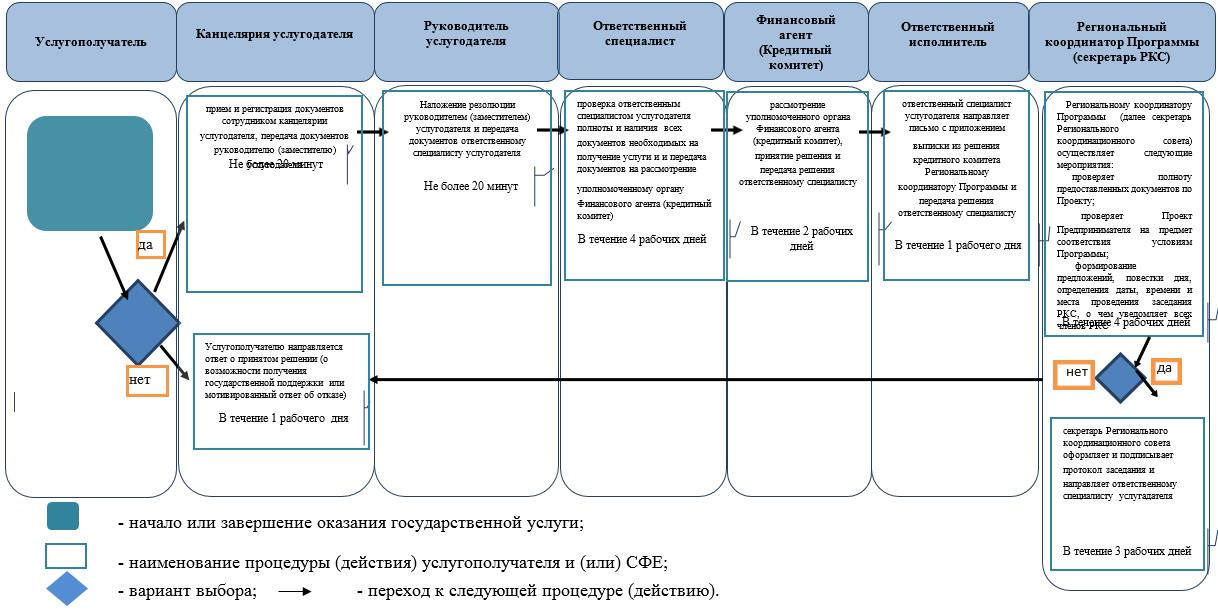 Услугополучатель
Канцелярия услугодателя
Руководитель
услугодателя
Ответственный
специалист
Финансовый
агент
(Кредитный
комитет)
Ответственный
исполнитель
Региональный
координатор Программы
(секретарь РКС)
да
нет
прием и регистрация документов
сотрудником канцелярии
услугодателя, передача документов
руководителю (заместителю)
Не более 20 минут
Услугополучателю направляется
ответ о принятом решении (о
возможности получения
государственной поддержки или
мотивированный ответ об отказе)
В течение 1 рабочего дня
Наложение резолюции
руководителем (заместителем)
услугодателя и передача
документов ответственному
специалисту услугодателя
Не более 20 минут
проверка ответственным
специалистом услугодателя
полноты и наличия всех
документов необходимых на
получение услуги и и передача
документов на рассмотрение
уполномоченному органу
Финансового агента (кредитный
комитет)
В течение 4 рабочих дней
рассмотрение
уполномоченного органа
Финансового агента
(кредитный комитет),
принятие решения и
передача решения
ответственному специалисту
В течение 2 рабочих
дней
ответственный специалист
услугодателя направляет
письмо с приложением
выписки из решения
кредитного комитета
Региональному
координатору Программы и
передача решения
ответственному специалисту
В течение 1 рабочего дня
Региональному координатору
Программы (далее секретарь
Регионального
координационного совета)
осуществляет следующие
мероприятия:
проверяет полноту
предоставленных документов по
Проекту;
проверяет Проект
Предпринимателя на предмет
соответствия условиям
Программы;
формирование
предложений, повестки дня,
определения даты, времени и
места проведения заседания
РКС, о чем уведомляет всех
членов РКС
В течение 4 рабочих дней
нет
да
секретарь Регионального
координационного совета
оформляет и подписывает
протокол заседания и
направляет ответственному
специалисту услугадателя
В течение 3 рабочих дней
- начало или завершение оказания государственной услуги;
- наименование процедуры (действия) услугополучателя и (или) СФЕ;
- вариант выбора;
- переход к следующей процедуре (действию).